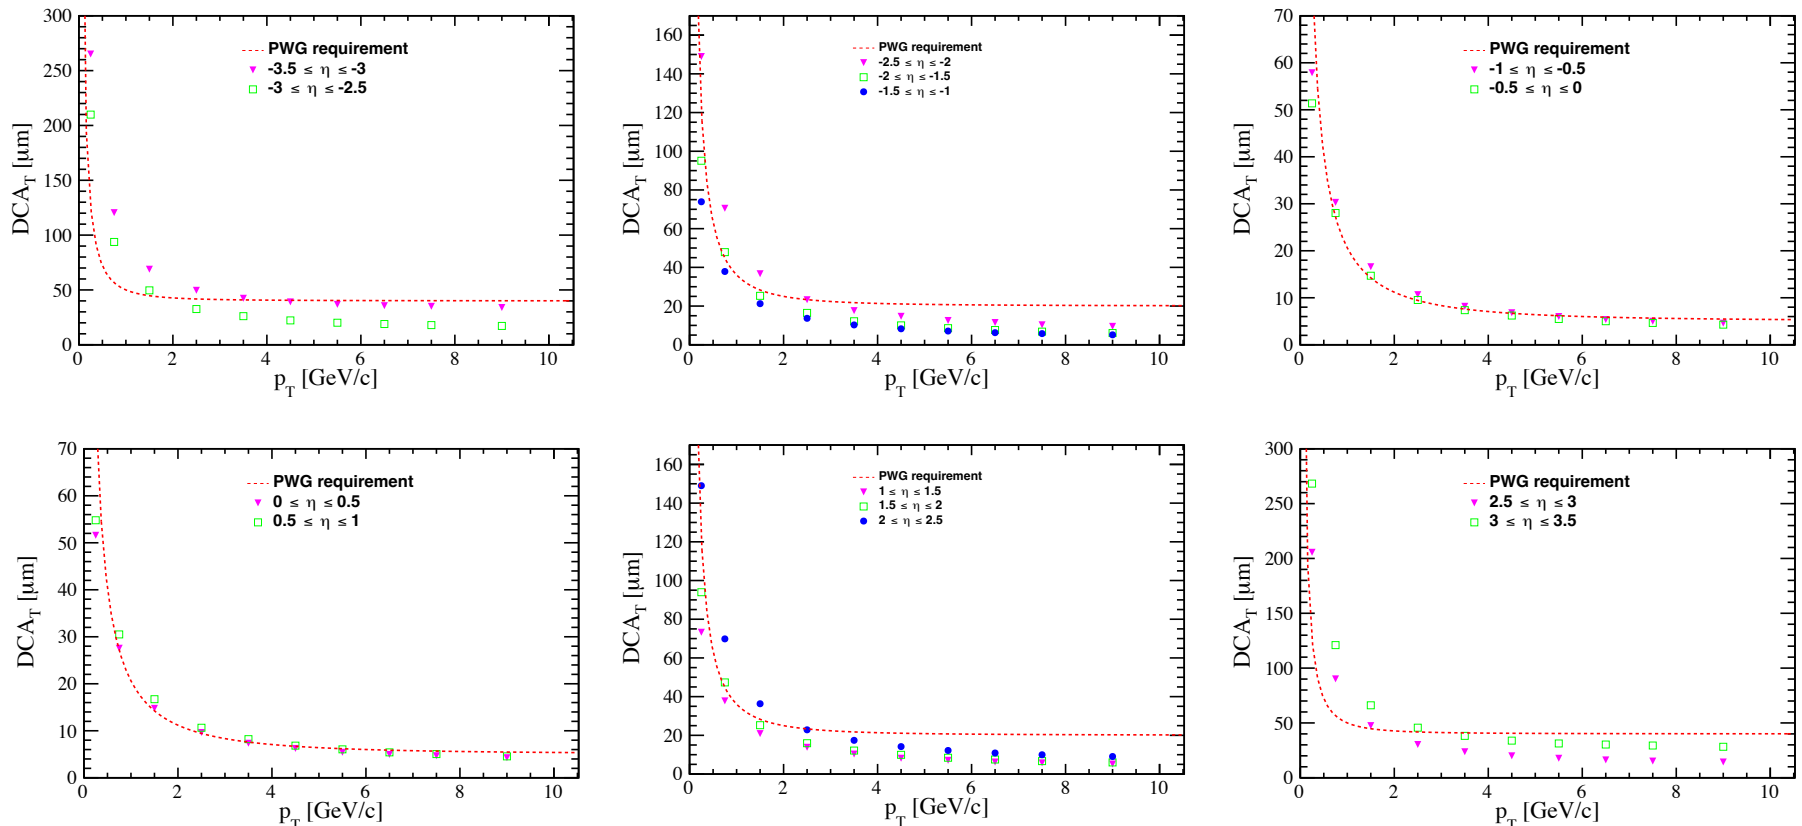 300
250
200
150
100
50
0
0
2
4
6
8
10
DCA_T [μm]
p_T [GeV/c]
PWG requirement
-3.5 ≤ η ≤ -3
-3 ≤ η ≤ -2.5
160
140
120
100
80
60
40
20
0
0
2
4
6
8
10
DCA_T [μm]
p_T [GeV/c]
PWG requirement
-2.5 ≤ η ≤ -2
-2 ≤ η ≤ -1.5
-1.5 ≤ η ≤ -1
70
60
50
40
30
20
10
0
0
2
4
6
8
10
DCA_T [μm]
p_T [GeV/c]
PWG requirement
-1 ≤ η ≤ -0.5
-0.5 ≤ η ≤ 0
70
60
50
40
30
20
10
0
0
2
4
6
8
10
DCA_T [μm]
p_T [GeV/c]
PWG requirement
0 ≤ η ≤ 0.5
0.5 ≤ η ≤ 1
160
140
120
100
80
60
40
20
0
0
2
4
6
8
10
DCA_T [μm]
p_T [GeV/c]
PWG requirement
1 ≤ η ≤ 1.5
1.5 ≤ η ≤ 2
2 ≤ η ≤ 2.5
300
250
200
150
100
50
0
0
2
4
6
8
10
DCA_T [μm]
p_T [GeV/c]
PWG requirement
2.5 ≤ η ≤ 3
3 ≤ η ≤ 3.5